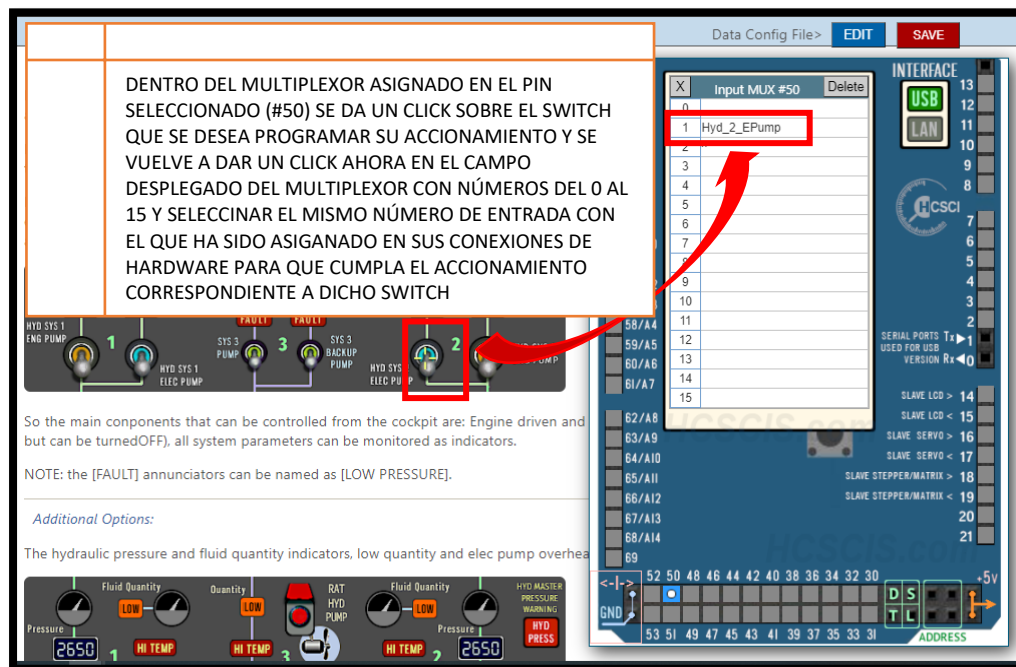 Data Config File> EDIT SAVE
DENTRO DEL MULTIPLEXOR ASIGNADO EN EL PIN
SELECCIONADO (#50) SE DA UN CLICK SOBRE EL SWITCH
QUE SE DESEA PROGRAMAR SU ACCIONAMIENTO Y SE
VUELVE A DAR UN CLICK AHORA EN EL CAMPO
DESPLEGADO DEL MULTIPLEXOR CON NÚMEROS DEL 0 AL
15 Y SELECCINAR EL MISMO NÚMERO DE ENTRADA CON
EL QUE HA SIDO ASIGANADO EN SUS CONEXIONES DE
HARDWARE PARA QUE CUMPLA EL ACCIONAMIENTO
CORRESPONDIENTE A DICHO SWITCH
X Input MUX #50 Delete
0
1 Hyd_2_EPump
2
3
4
5
6
7
9
10
11
12
13
14
15
INTERFACE
USB
LAN
HCSCI
13
12
11
10
9
8
7
6
5
4
3
2
SERIAL PORTS Tx▶1
USED FOR USB
VERSION Rx◀0
SLAVE LCD > 14
SLAVE LCD < 15
SLAVE SERVO > 16
SLAVE SERVO < 17
SLAVE STEPPER/MATRIX > 18
SLAVE STEPPER/MATRIX < 19
20
21
58/A4
59/A5
60/A6
61/A7
62/A8
63/A9
64/A10
65/A11
66/A12
67/A13
68/A14
69
HCSCIS.com
HCSCIS.com
<-|-> 52 50 48 46 44 42 40 38 36 34 32 30 +5V
GND
D S
T L
53 51 49 47 45 43 41 39 37 35 33 31 ADDRESS
FAULT FAULT
HYD SYS 1
ENG PUMP
1
HYD SYS 1
ELEC PUMP
SYS 3
PUMP
3
SYS 3
BACKUP
PUMP
HYD SYS
ELEC PUMP
2
So the main conponents that can be controlled from the cockpit are: Engine driven and
but can be turnedOFF), all system parameters can be monitored as indicators.
NOTE: the [FAULT] annunciators can be named as [LOW PRESSURE].
Additional Options:
The hydraulic pressure and fluid quantity indicators, low quantity and elec pump overhea
Fluid Quantity
LOW
Pressure
2650
1
HI TEMP
Quantity
LOW
HI TEMP
3
RAT
HYD
PUMP
Fluid Quantity
LOW
Pressure
HI TEMP
2
2650
HYD MASTER
PRESSURE
WARNING
HYD
PRESS